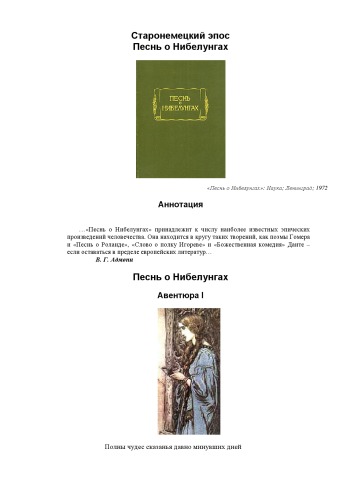 Старонемецкий эпос
Песнь о Нибелунгах
ПЕСНЬ
О
НИБЕЛУНГАХ
«Песнь о Нибелунгах»: Наука; Ленинград; 1972
Аннотация
…«Песнь о Нибелунгах» принадлежит к числу наиболее известных эпических
произведений человечества. Она находится в кругу таких творений, как поэмы Гомера
и «Песнь о Роланде», «Слово о полку Игореве» и «Божественная комедия» Данте –
если оставаться в пределе европейских литератур…
В. Г. Адмони
Песнь о Нибелунгах
Авентюра I
Полны чудес сказанья давно минувших дней